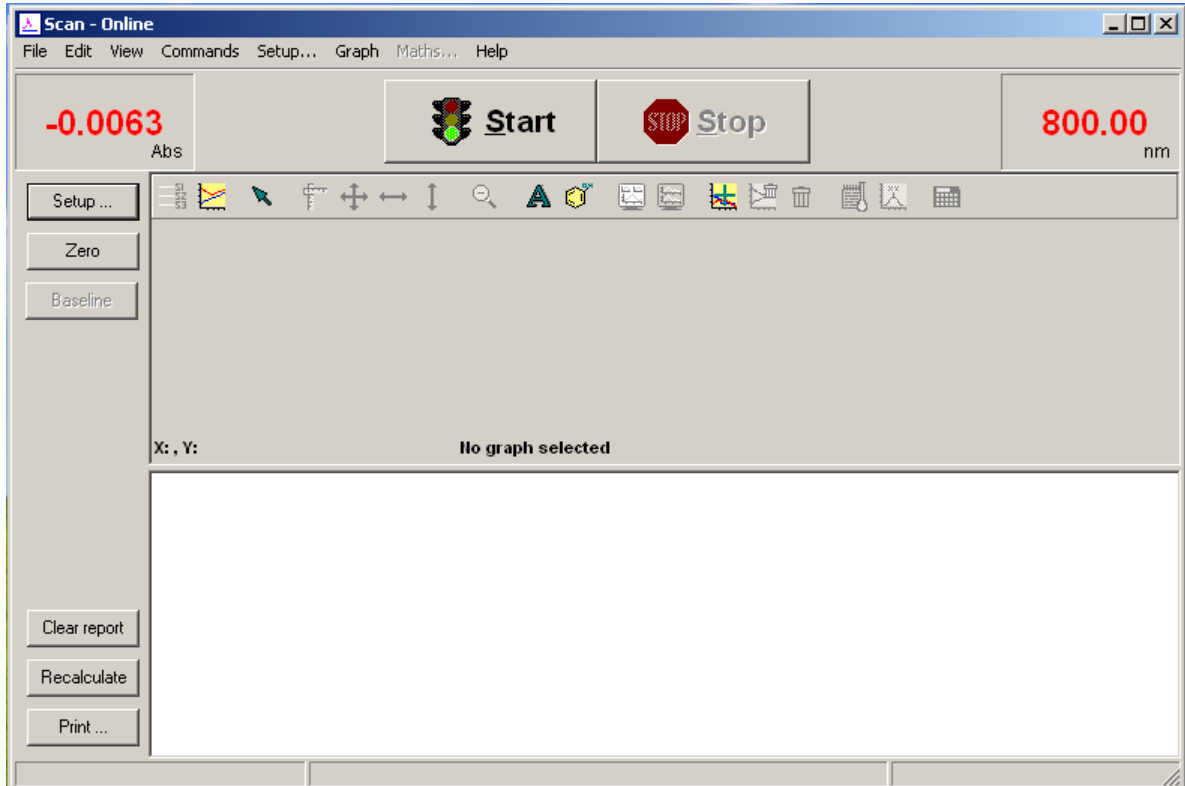 Scan - Online
File Edit View Commands Setup... Graph Maths... Help
-0.0063
Abs
Start
STOP Stop
800.00
nm
Setup ...
Zero
Baseline
X: , Y:
No graph selected
Clear report
Recalculate
Print ...